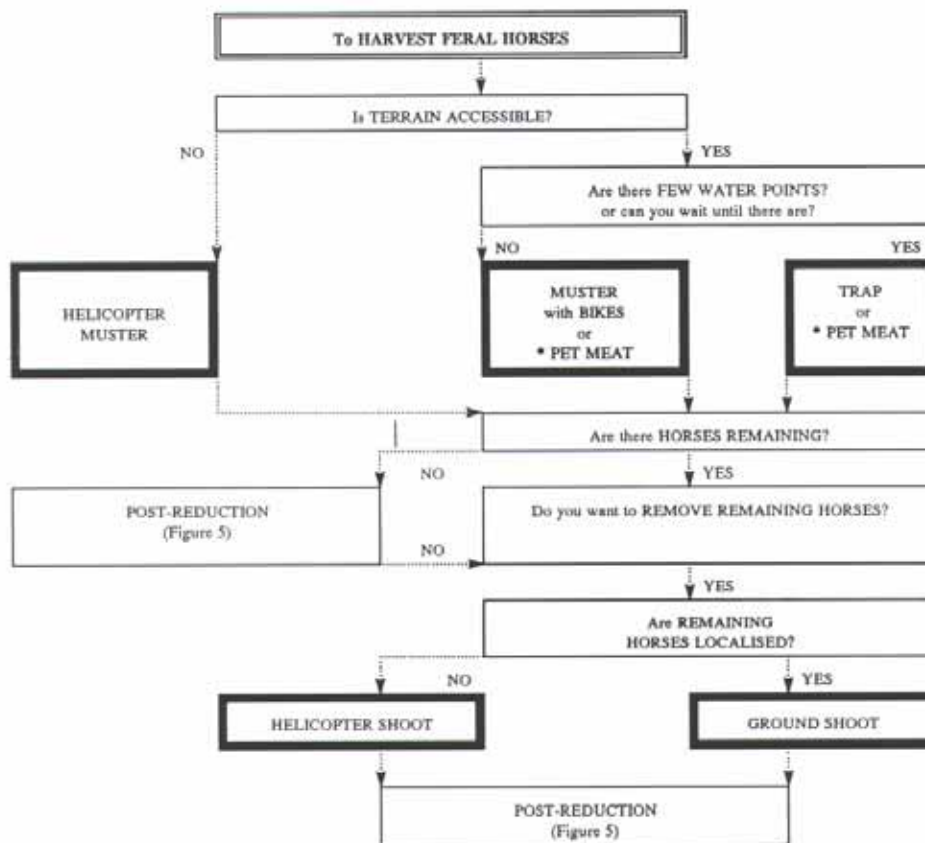 To HARVEST FERAL HORSES
Is TERRAIN ACCESSIBLE?
NO
YES
Are there FEW WATER POINTS?
or can you wait until there are?
NO
YES
HELICOPTER
MUSTER
MUSTER
with BIKES
or
* PET MEAT
TRAP
or
* PET MEAT
Are there HORSES REMAINING?
NO
YES
POST-REDUCTION
(Figure 5)
Do you want to REMOVE REMAINING HORSES?
NO
YES
Are REMAINING
HORSES LOCALISED?
NO
YES
HELICOPTER SHOOT
GROUND SHOOT
POST-REDUCTION
(Figure 5)